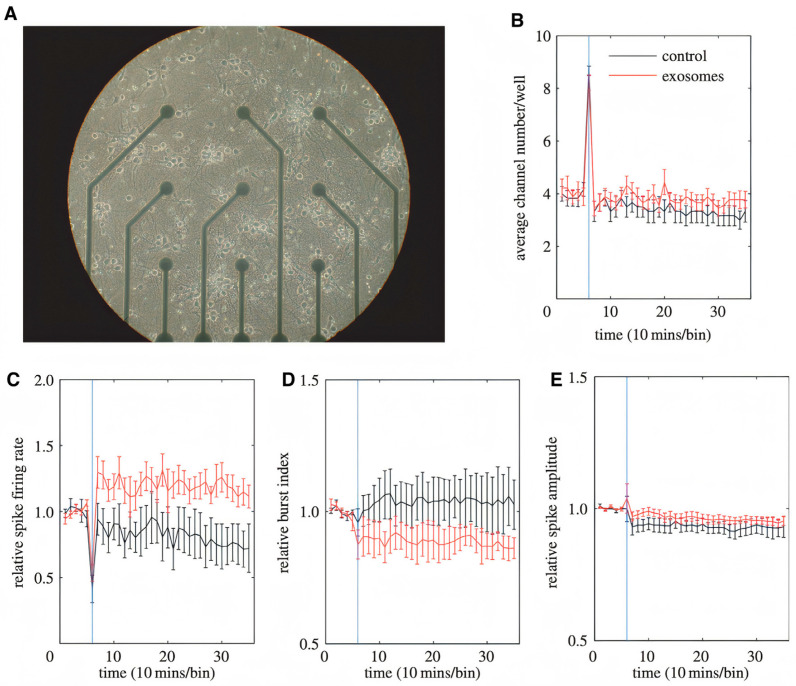 A
B
10
8
6
4
2
0
10
20
30
average channel number/well
time (10 mins/bin)
control
exosomes
C
2.0
1.5
1.0
0.5
0
10
20
30
relative spike firing rate
time (10 mins/bin)
D
1.5
1.0
0.5
0
10
20
30
relative burst index
time (10 mins/bin)
E
1.5
1.0
0.5
0
10
20
30
relative spike amplitude
time (10 mins/bin)